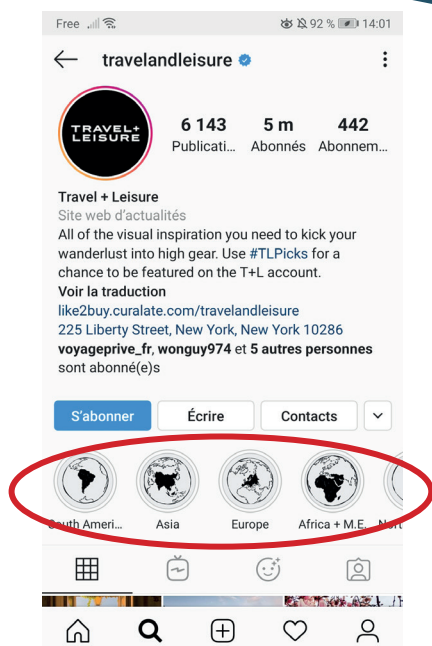 Free 92 % 14:01
travelandleisure
TRAVEL+
LEISURE
6 143 5 m 442
Publicati... Abonnés Abonnem...
Travel + Leisure
Site web d'actualités
All of the visual inspiration you need to kick your
wanderlust into high gear. Use #TLPicks for a
chance to be featured on the T+L account.
Voir la traduction
like2buy.curalate.com/travelandleisure
225 Liberty Street, New York, New York 10286
voyageprive_fr, wonguy974 et 5 autres personnes
sont abonné(e)s
S'abonner Écrire Contacts
South Ameri... Asia Europe Africa + M.E. Nort